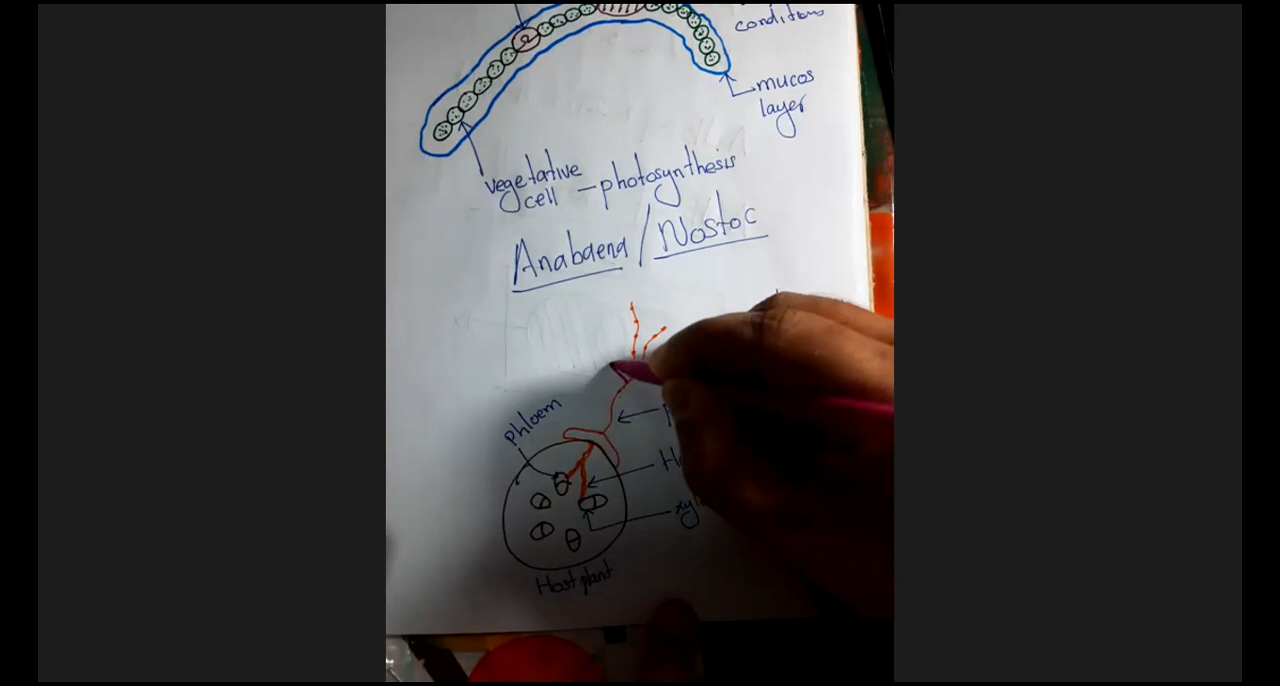 conditions
mucos
layer
vegetative
cell - photosynthesis
Anabaena / Nostoc
phloem
Host plant